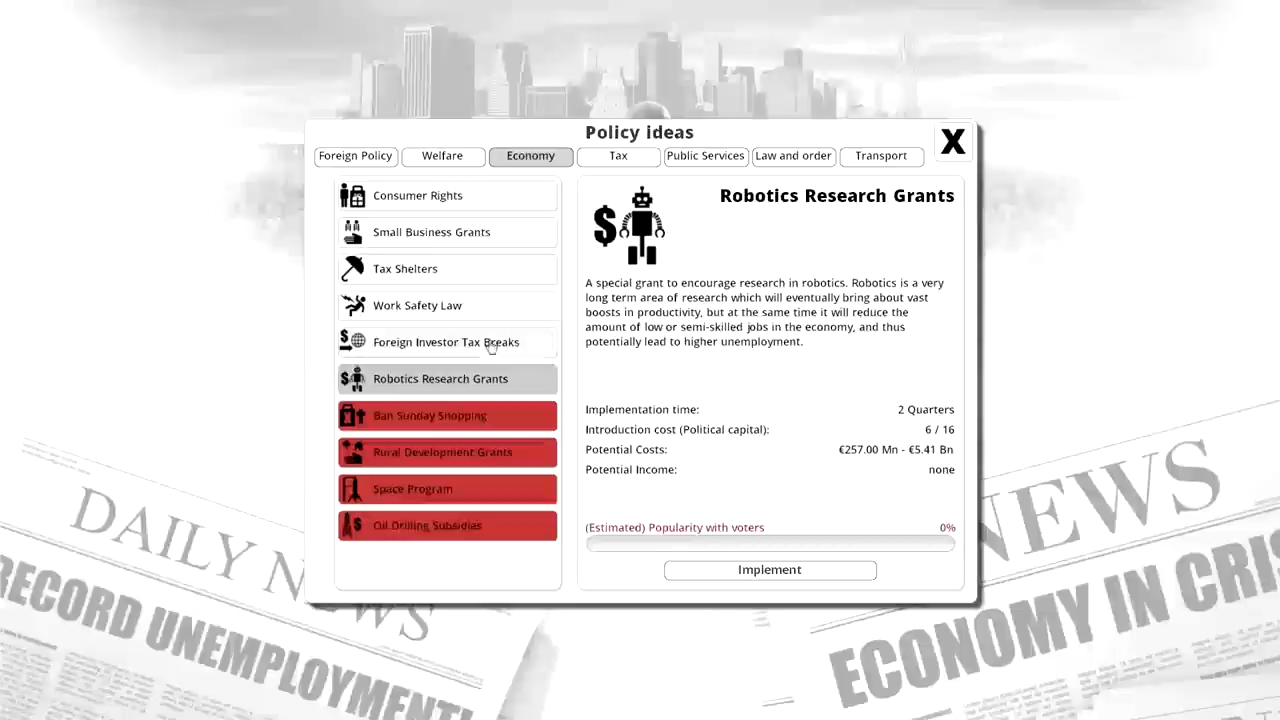 Policy ideas
X
Foreign Policy
Welfare
Economy
Tax
Public Services
Law and order
Transport
Consumer Rights
Small Business Grants
Tax Shelters
Work Safety Law
Foreign Investor Tax Breaks
Robotics Research Grants
Ban Sunday Shopping
Rural Development Grants
Space Program
Oil Drilling Subsidies
Robotics Research Grants
A special grant to encourage research in robotics. Robotics is a very
long term area of research which will eventually bring about vast
boosts in productivity, but at the same time it will reduce the
amount of low or semi-skilled jobs in the economy, and thus
potentially lead to higher unemployment.
Implementation time: 2 Quarters
Introduction cost (Political capital): 6 / 16
Potential Costs: €257.00 Mn - €5.41 Bn
Potential Income: none
(Estimated) Popularity with voters 0%
Implement
DAILY NEWS
RECORD UNEMPLOYMENT!
NEWS
ECONOMY IN CRIS